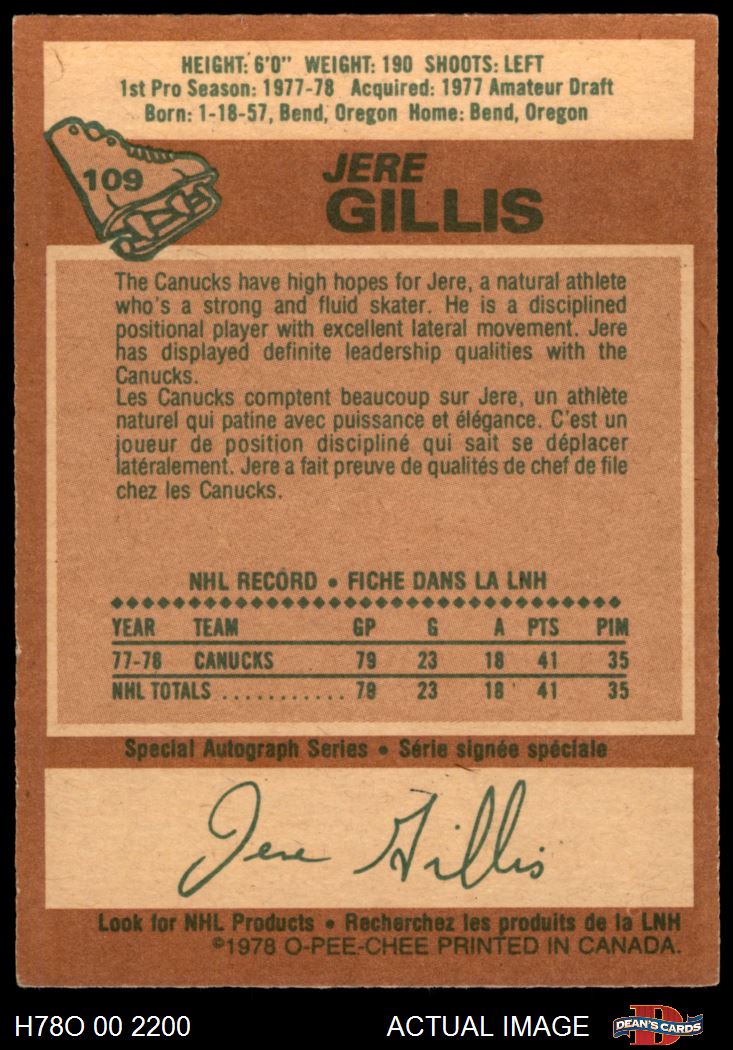 HEIGHT: 6'0" WEIGHT: 190 SHOOTS: LEFT
1st Pro Season: 1977-78 Acquired: 1977 Amateur Draft
Born: 1-18-57, Bend, Oregon Home: Bend, Oregon
109
JERE
GILLIS
The Canucks have high hopes for Jere, a natural athlete
who's a strong and fluid skater. He is a disciplined
positional player with excellent lateral movement. Jere
has displayed definite leadership qualities with the
Canucks.
Les Canucks comptent beaucoup sur Jere, un athlète
naturel qui patine avec puissance et élégance. C'est un
joueur de position discipliné qui sait se déplacer
latéralement. Jere a fait preuve de qualités de chef de file
chez les Canucks.
NHL RECORD • FICHE DANS LA LNH
YEAR TEAM GP G A PTS PIM
77-78 CANUCKS 79 23 18 41 35
NHL TOTALS ............ 79 23 18 41 35
Special Autograph Series • Série signée spéciale
Jere Gillis
Look for NHL Products • Recherchez les produits de la LNH
©1978 O-PEE-CHEE PRINTED IN CANADA.
H78O 00 2200 ACTUAL IMAGE D DEAN'S CARDS